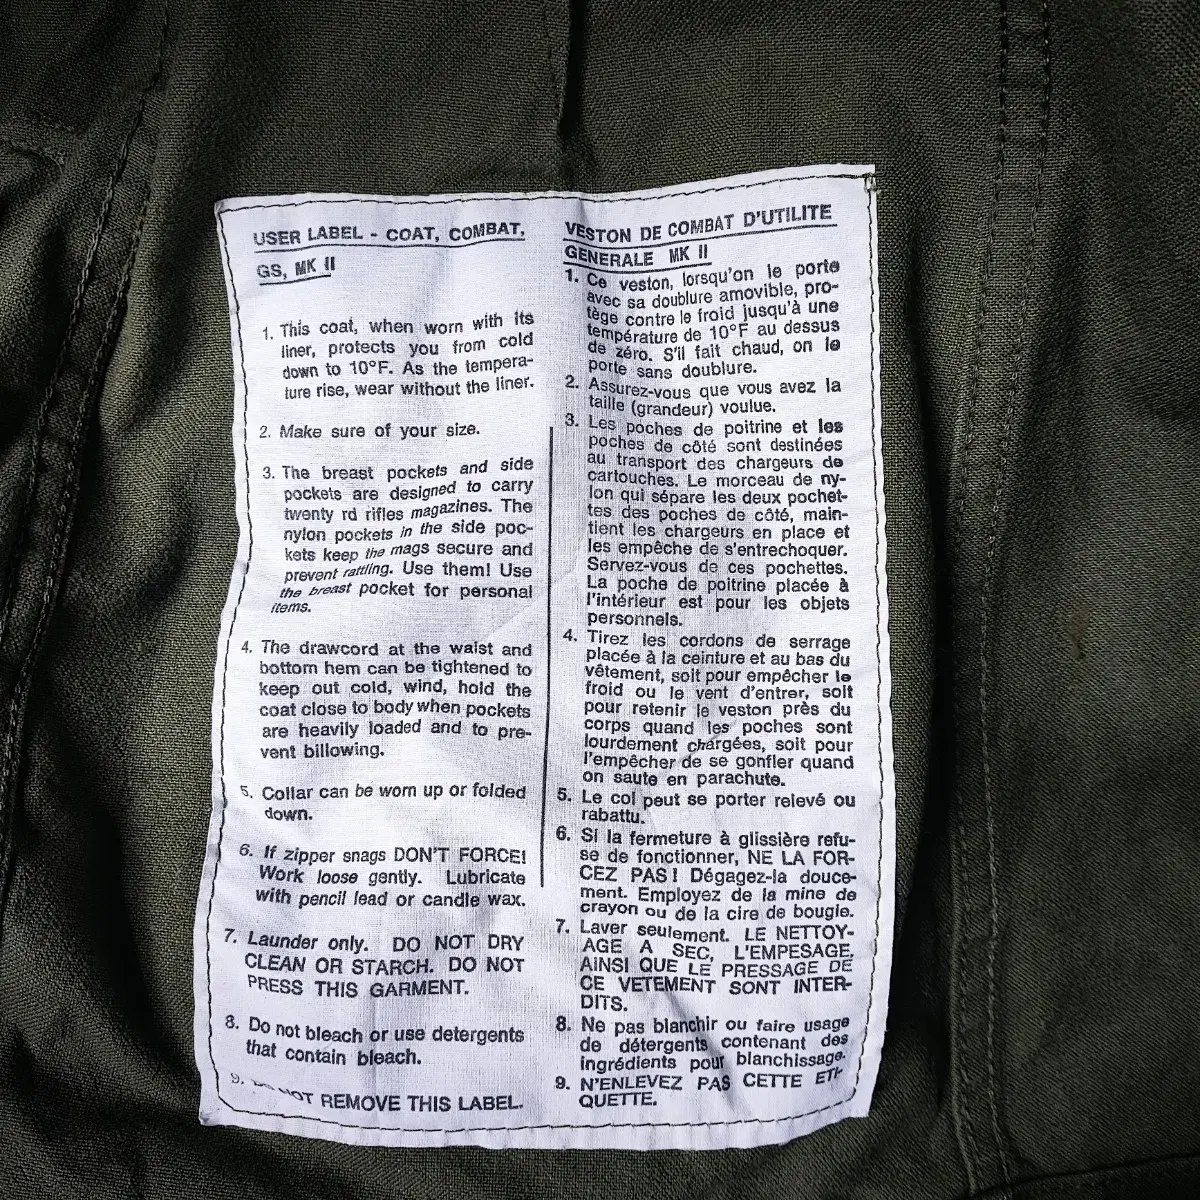 USER LABEL - COAT, COMBAT,
GS, MK II
1. This coat, when worn with its
liner, protects you from cold
down to 10°F. As the tempera-
ture rise, wear without the liner.
2. Make sure of your size.
3. The breast pockets and side
pockets are designed to carry
twenty rd rifles magazines. The
nylon pockets in the side poc-
kets keep the mags secure and
prevent rattling. Use them! Use
the breast pocket for personal
items.
4. The drawcord at the waist and
bottom hem can be tightened to
keep out cold, wind, hold the
coat close to body when pockets
are heavily loaded and to pre-
vent billowing.
5. Collar can be worn up or folded
down.
6. If zipper snags DON'T FORCE!
Work loose gently. Lubricate
with pencil lead or candle wax.
7. Launder only. DO NOT DRY
CLEAN OR STARCH. DO NOT
PRESS THIS GARMENT.
8. Do not bleach or use detergents
that contain bleach.
9. DO NOT REMOVE THIS LABEL.
VESTON DE COMBAT D'UTILITE
GENERALE MK II
1. Ce veston, lorsqu'on le porte
avec sa doublure amovible, pro-
tège contre le froid jusqu'à une
température de 10°F au dessus
de zéro. S'il fait chaud, on le
porte sans doublure.
2. Assurez-vous que vous avez la
taille (grandeur) voulue.
3. Les poches de poitrine et les
poches de côté sont destinées
au transport des chargeurs de
cartouches. Le morceau de ny-
lon qui sépare les deux pochet-
tes des poches de côté, main-
tient les chargeurs en place et
les empêche de s'entrechoquer.
Servez-vous de ces pochettes.
La poche de poitrine placée à
l'intérieur est pour les objets
personnels.
4. Tirez les cordons de serrage
placée à la ceinture et au bas du
vêtement, soit pour empêcher le
froid ou le vent d'entrer, soit
pour retenir le veston près du
corps quand les poches sont
lourdement chargées, soit pour
l'empêcher de se gonfler quand
on saute en parachute.
5. Le col peut se porter relevé ou
rabattu.
6. Si la fermeture à glissière refu-
se de fonctionner, NE LA FOR-
CEZ PAS! Dégagez-la douce-
ment. Employez de la mine de
crayon ou de la cire de bougie.
7. Laver seulement. LE NETTOY-
AGE A SEC, L'EMPESAGE,
AINSI QUE LE PRESSAGE DE
CE VETEMENT SONT INTER-
DITS.
8. Ne pas blanchir ou faire usage
de détergents contenant des
ingrédients pour blanchissage.
9. N'ENLEVEZ PAS CETTE ETI-
QUETTE.